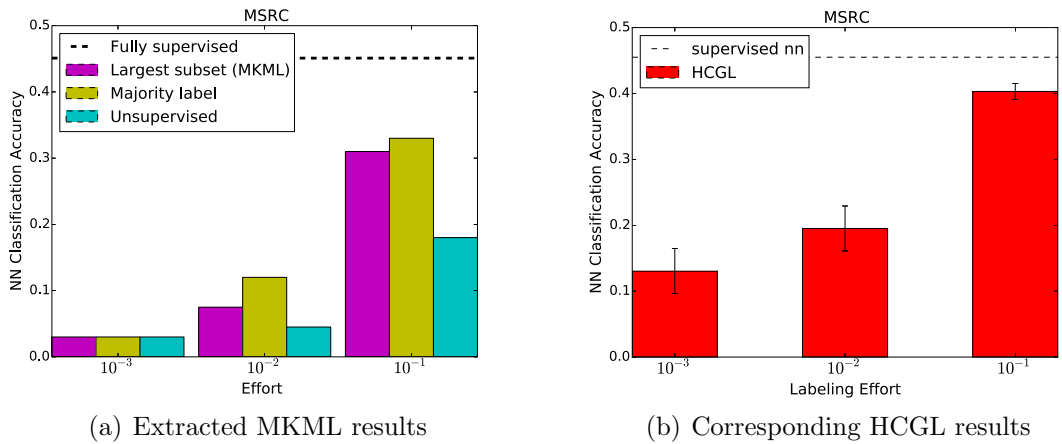 MSRC
0.5
0.4
0.3
0.2
0.1
0.0
NN Classification Accuracy
Fully supervised
Largest subset (MKML)
Majority label
Unsupervised
10⁻³
10⁻²
10⁻¹
Effort
(a) Extracted MKML results
MSRC
0.5
0.4
0.3
0.2
0.1
0.0
NN Classification Accuracy
supervised nn
HCGL
10⁻³
10⁻²
10⁻¹
Labeling Effort
(b) Corresponding HCGL results